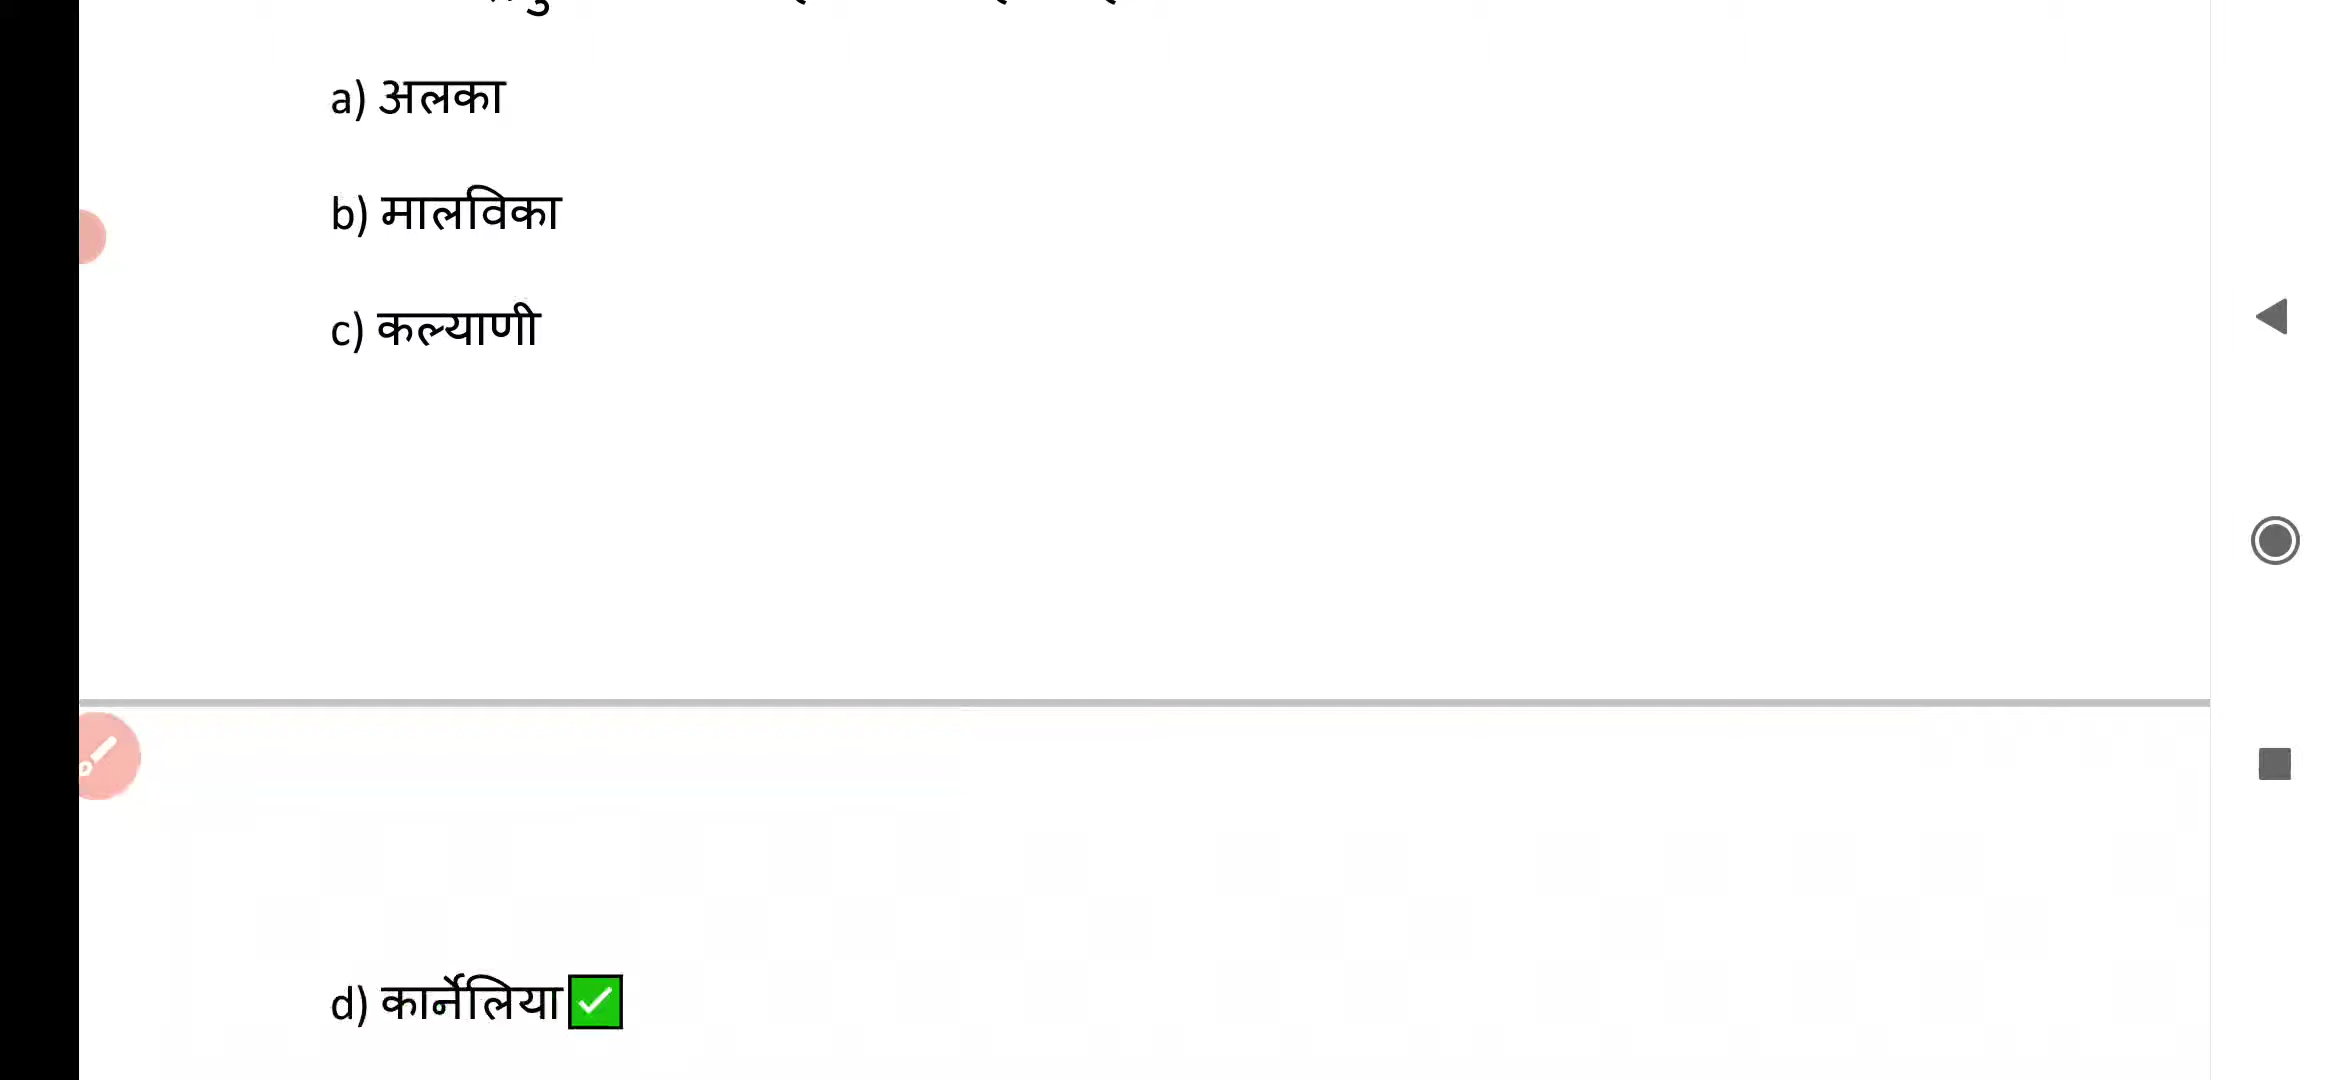 a) अलका
b) मालविका
c) कल्याणी
d) कार्नेलिया